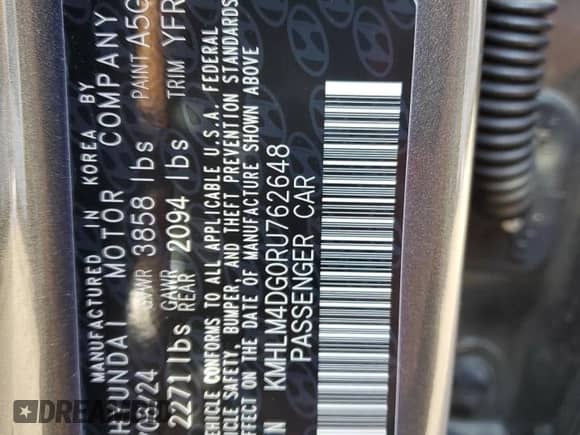 MANUFACTURED IN KOREA BY
HYUNDAI MOTOR COMPANY PAINT A5G
GVWR 3858 lbs TRIM YFR
/24 GAWR GAWR
2271 lbs REAR 2094 lbs
VEHICLE CONFORMS TO ALL APPLICABLE U.S.A. FEDERAL
VEHICLE SAFETY, BUMPER, AND THEFT PREVENTION STANDARDS
EFFECT ON THE DATE OF MANUFACTURE SHOWN ABOVE
KMHLM4DG0RU762648
PASSENGER CAR
DREAMBID